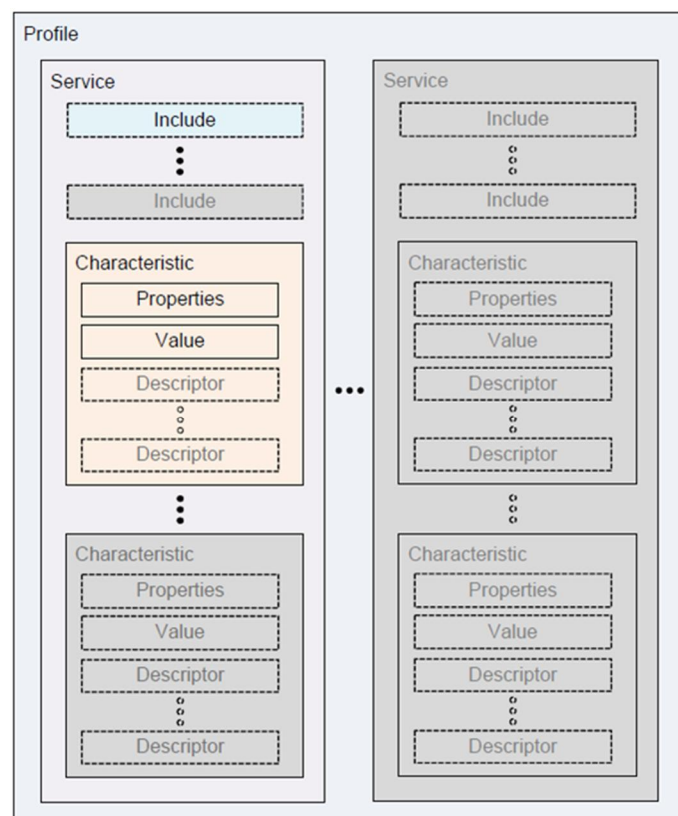 Profile
Service
Include
Include
Characteristic
Properties
Value
Descriptor
Descriptor
Characteristic
Properties
Value
Descriptor
Descriptor
Service
Include
Include
Characteristic
Properties
Value
Descriptor
Descriptor
Characteristic
Properties
Value
Descriptor
Descriptor